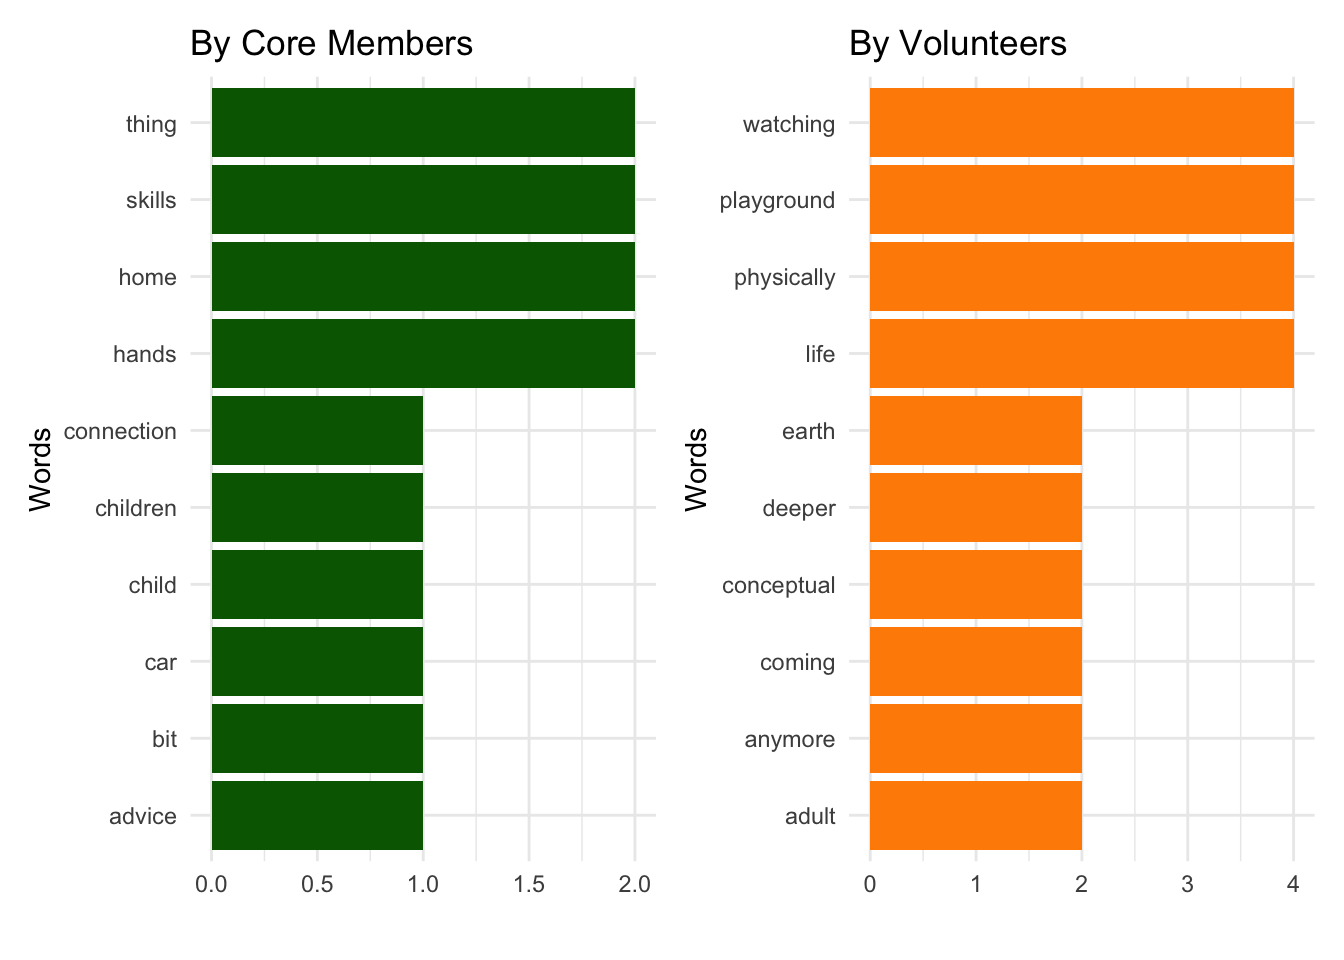 By Core Members
thing
skills
home
hands
connection
children
child
car
bit
advice
Words
0.0 0.5 1.0 1.5 2.0
By Volunteers
watching
playground
physically
life
earth
deeper
conceptual
coming
anymore
adult
Words
0 1 2 3 4